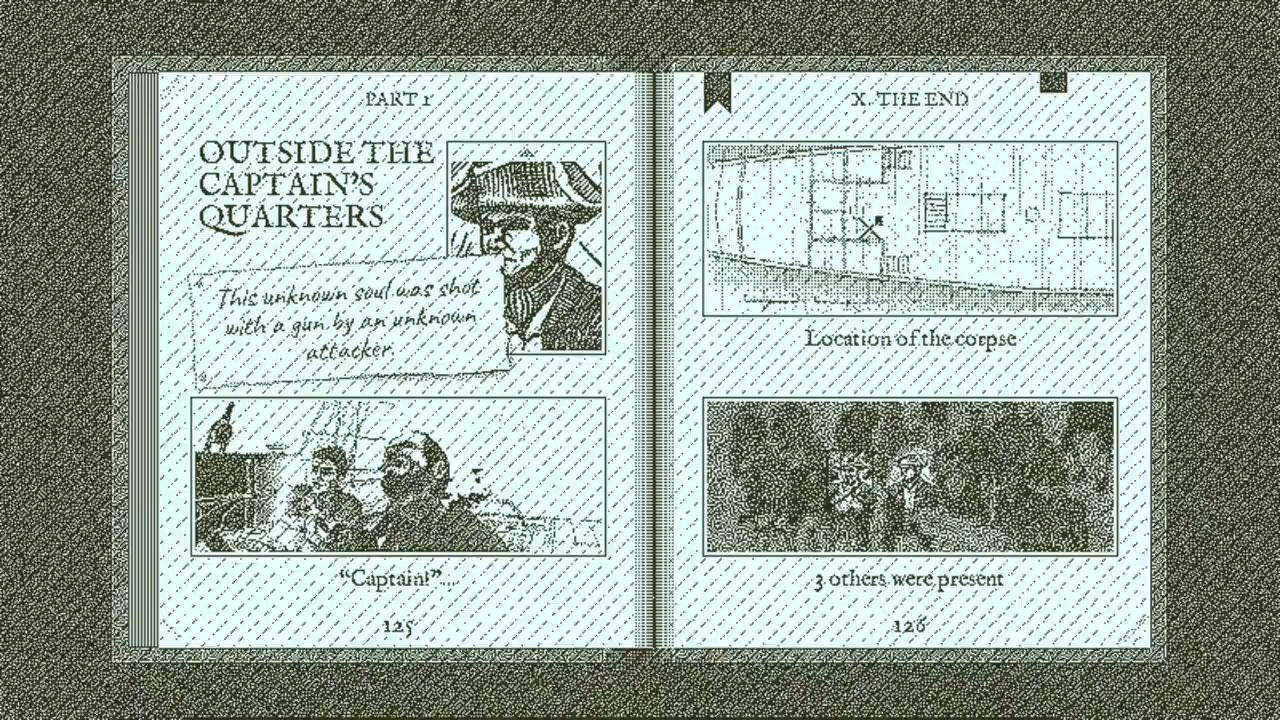 PART 1
OUTSIDE THE
CAPTAIN'S
QUARTERS
This unknown soul was shot
with a gun by an unknown
attacker.
"Captain!"...
125
X. THE END
Location of the corpse
3 others were present
126